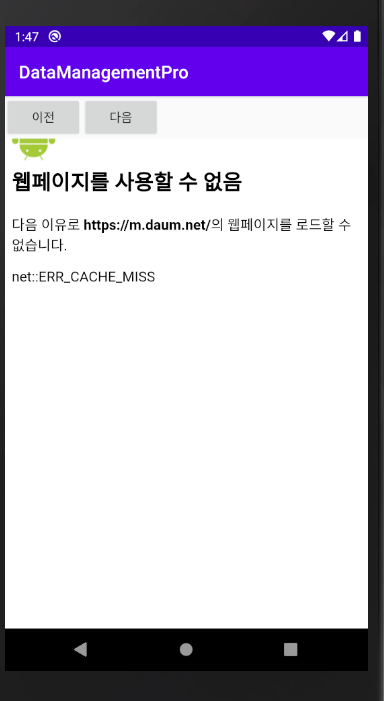 1:47
DataManagementPro
이전 다음
웹페이지를 사용할 수 없음
다음 이유로 https://m.daum.net/의 웹페이지를 로드할 수
없습니다.
net::ERR_CACHE_MISS